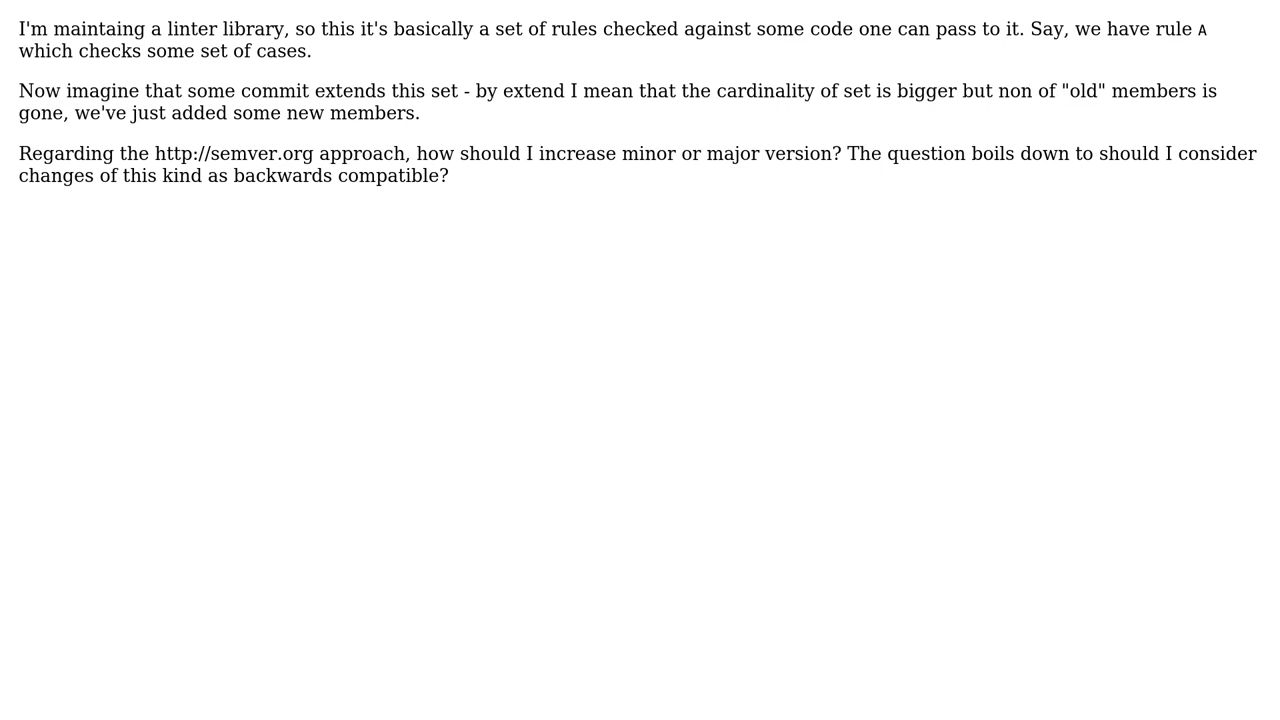 I'm maintaing a linter library, so this it's basically a set of rules checked against some code one can pass to it. Say, we have rule A
which checks some set of cases.
Now imagine that some commit extends this set - by extend I mean that the cardinality of set is bigger but non of "old" members is
gone, we've just added some new members.
Regarding the http://semver.org approach, how should I increase minor or major version? The question boils down to should I consider
changes of this kind as backwards compatible?